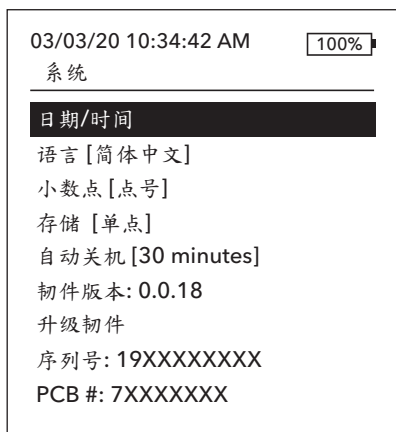 03/03/20 10:34:42 AM 100%
系统
日期/时间
语言 [简体中文]
小数点 [点号]
存储 [单点]
自动关机 [30 minutes]
韧件版本: 0.0.18
升级韧件
序列号: 19XXXXXXXX
PCB #: 7XXXXXXX